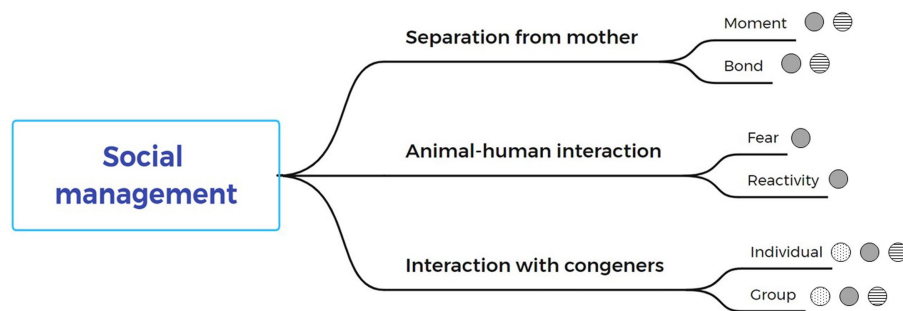 Social
management
Separation from mother
Moment
Bond
Animal-human interaction
Fear
Reactivity
Interaction with congeners
Individual
Group